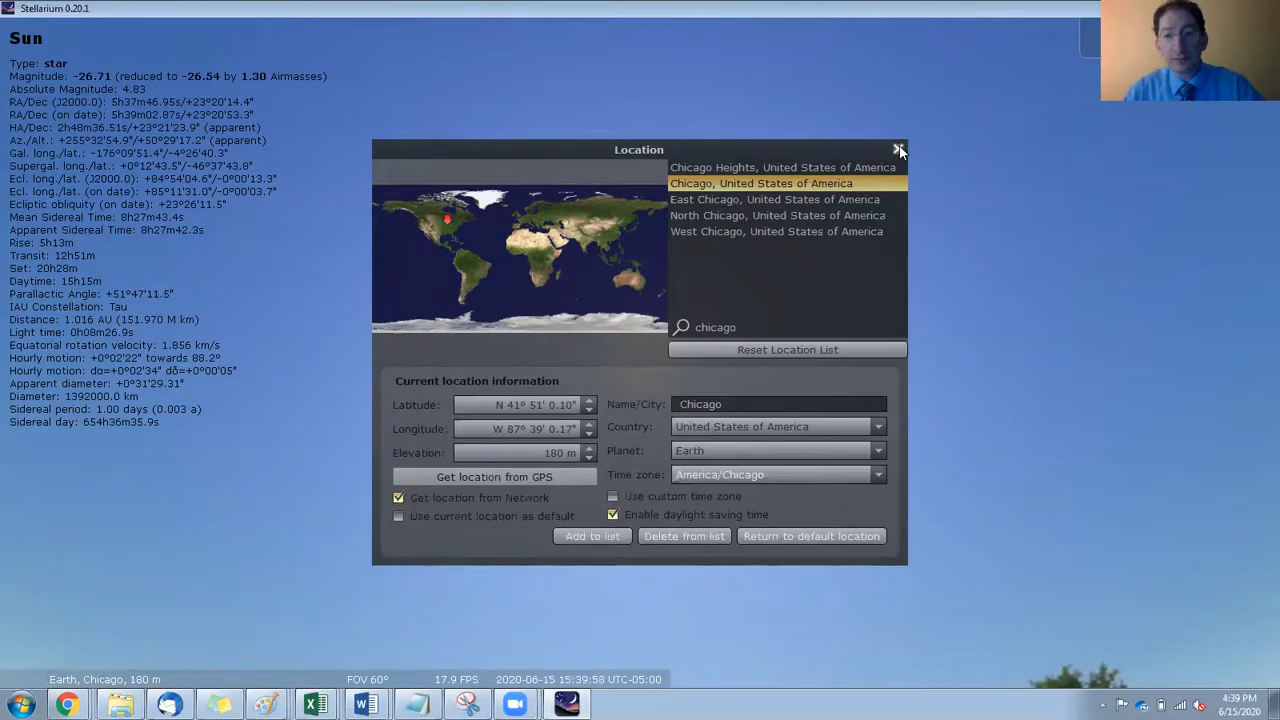 Stellarium 0.20.1
Sun
Type: star
Magnitude: -26.71 (reduced to -26.54 by 1.30 Airmasses)
Absolute Magnitude: 4.83
RA/Dec (J2000.0): 5h37m46.95s/+23°20'14.4"
RA/Dec (on date): 5h39m02.87s/+23°20'53.3"
HA/Dec: 2h48m36.51s/+23°21'23.9" (apparent)
Az./Alt.: +255°32'54.9"/+50°29'17.2" (apparent)
Gal. long./lat.: -176°09'51.4"/-4°26'40.3"
Supergal. long./lat.: +0°12'43.5"/-46°37'43.8"
Ecl. long./lat. (J2000.0): +84°54'04.6"/-0°00'13.3"
Ecl. long./lat. (on date): +85°11'31.0"/-0°00'03.7"
Ecliptic obliquity (on date): +23°26'11.5"
Mean Sidereal Time: 8h27m43.4s
Apparent Sidereal Time: 8h27m42.3s
Rise: 5h13m
Transit: 12h51m
Set: 20h28m
Daytime: 15h15m
Parallactic Angle: +51°47'11.5"
IAU Constellation: Tau
Distance: 1.016 AU (151.970 M km)
Light time: 0h08m26.9s
Equatorial rotation velocity: 1.856 km/s
Hourly motion: +0°02'22" towards 88.2°
Hourly motion: dα=+0°02'34" dδ=+0°00'05"
Apparent diameter: +0°31'29.31"
Diameter: 1392000.0 km
Sidereal period: 1.00 days (0.003 a)
Sidereal day: 654h36m35.9s
Location
Chicago Heights, United States of America
Chicago, United States of America
East Chicago, United States of America
North Chicago, United States of America
West Chicago, United States of America
chicago
Reset Location List
Current location information
Latitude: N 41° 51' 0.10" Name/City: Chicago
Longitude: W 87° 39' 0.17" Country: United States of America
Elevation: 180 m Planet: Earth
Get location from GPS Time zone: America/Chicago
Get location from Network Use custom time zone
Use current location as default Enable daylight saving time
Add to list Delete from list Return to default location
Earth, Chicago, 180 m FOV 60° 17.9 FPS 2020-06-15 15:39:58 UTC-05:00
4:39 PM
6/15/2020